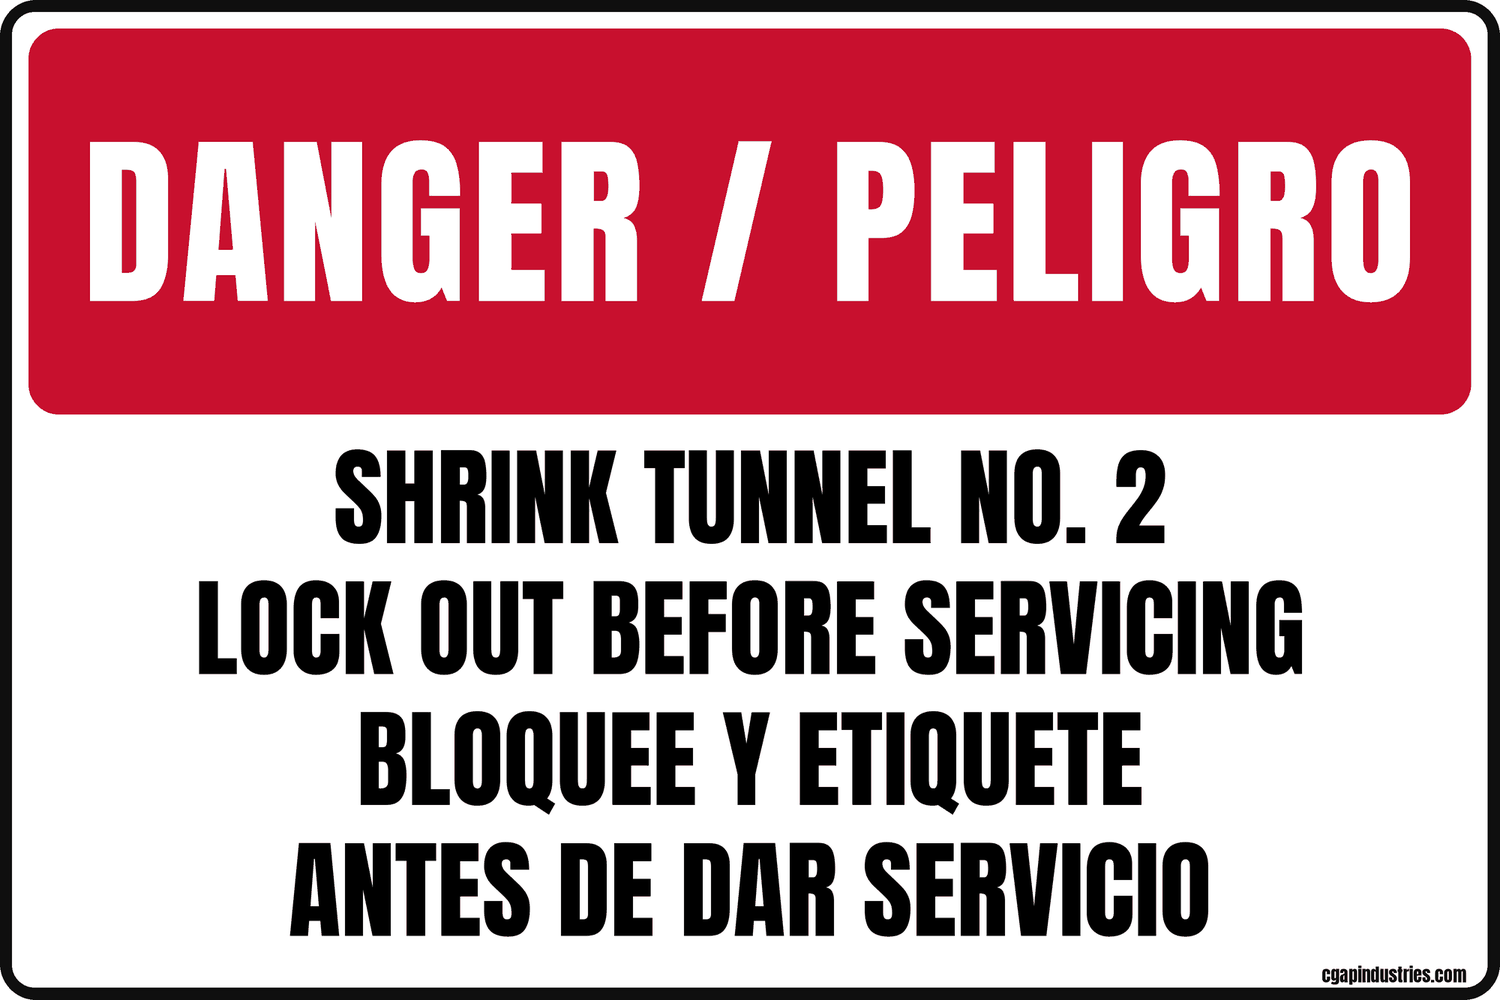 DANGER / PELIGRO
SHRINK TUNNEL NO. 2
LOCK OUT BEFORE SERVICING
BLOQUEE Y ETIQUETE
ANTES DE DAR SERVICIO
cgapindustries.com